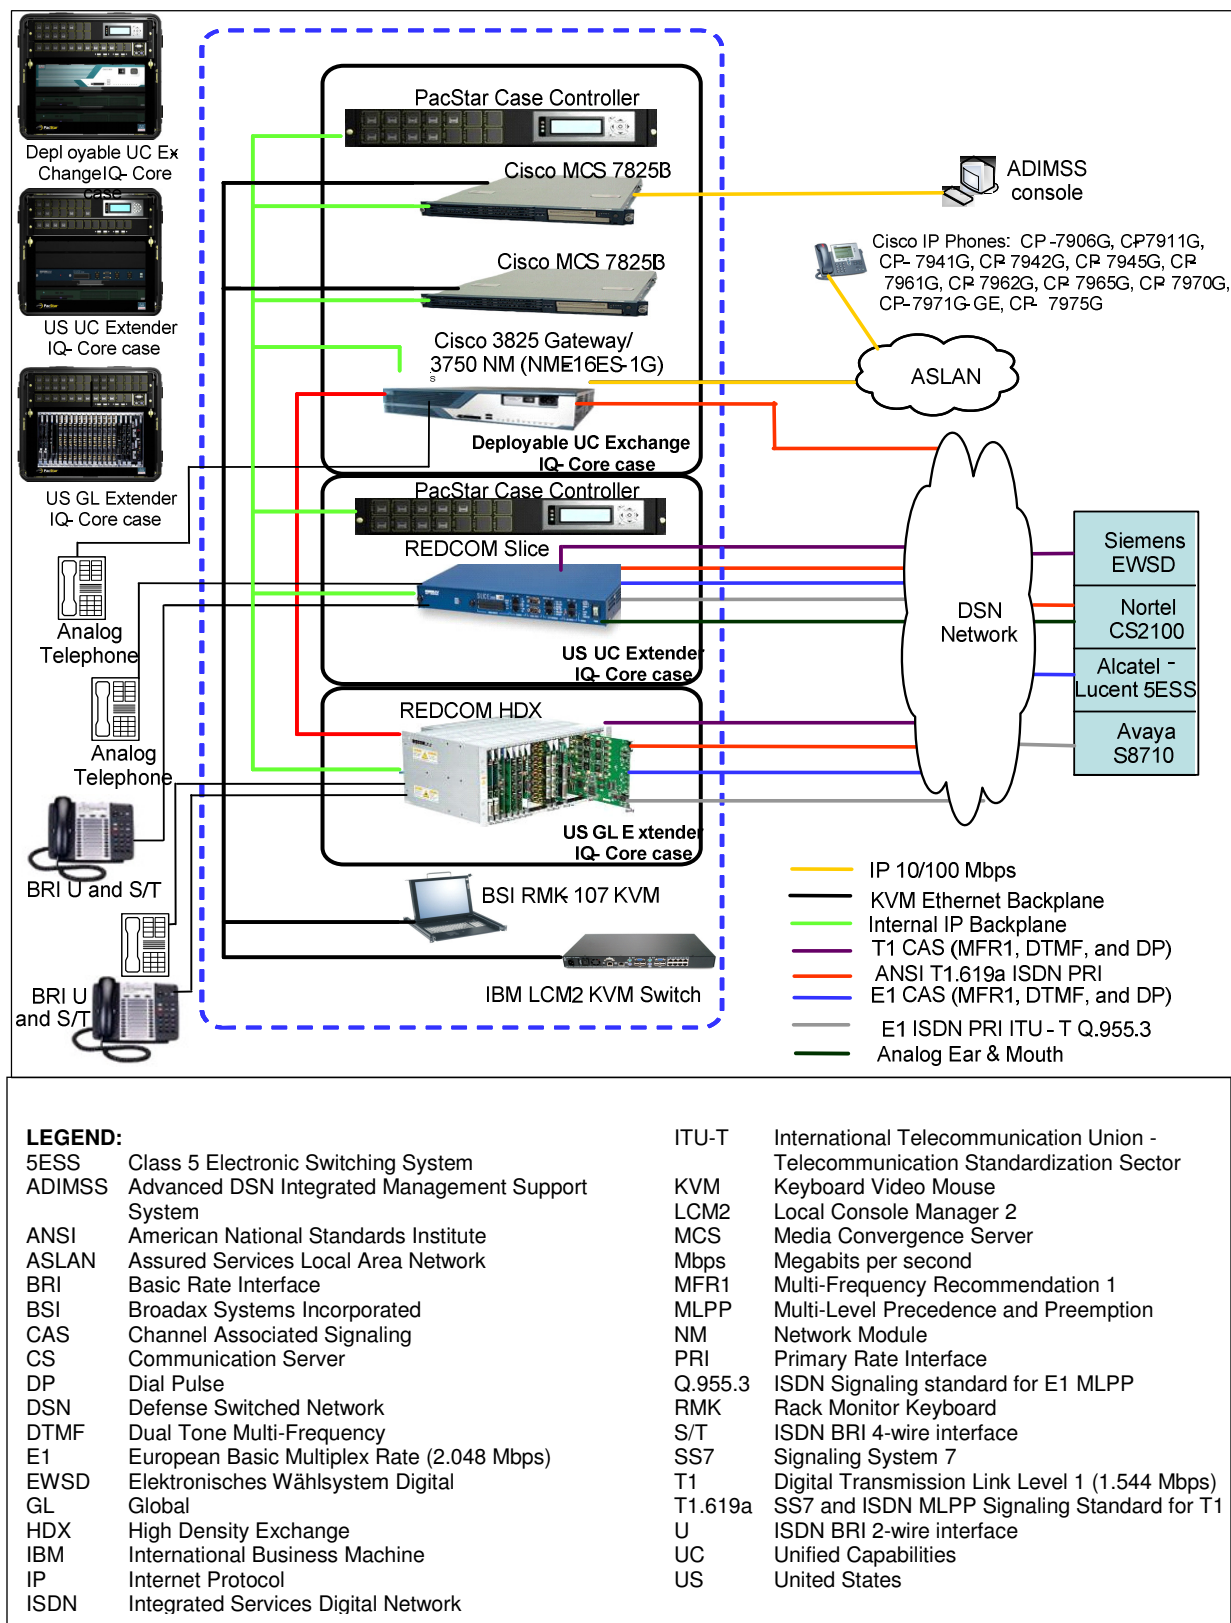 PacStar Case Controller
Cisco MCS 7825B
ADIMSS
console
Depl oyable UC Ex
ChangeIQ- Core
case
Cisco IP Phones: CP -7906G, CP7911G,
CP- 7941G, CP 7942G, CP 7945G, CP
7961G, CP 7962G, CP 7965G, CP 7970G,
CP-7971G-GE, CP- 7975G
Cisco MCS 7825B
US UC Extender
IQ- Core case
Cisco 3825 Gateway/
3750 NM (NME16ES-1G)
s
ASLAN
Deployable UC Exchange
IQ- Core case
US GL Extender
IQ- Core case
PacStar Case Controller
REDCOM Slice
Analog
Telephone
US UC Extender
IQ- Core case
DSN
Network
Siemens
EWSD
Nortel
CS2100
Alcatel -
Lucent 5ESS
Avaya
S8710
Analog
Telephone
REDCOM HDX
US GL E xtender
IQ- Core case
BRI U and S/T
BSI RMK 107 KVM
IBM LCM2 KVM Switch
BRI U
and S/T
IP 10/100 Mbps
KVM Ethernet Backplane
Internal IP Backplane
T1 CAS (MFR1, DTMF, and DP)
ANSI T1.619a ISDN PRI
E1 CAS (MFR1, DTMF, and DP)
E1 ISDN PRI ITU - T Q.955.3
Analog Ear & Mouth
LEGEND:
5ESS Class 5 Electronic Switching System
ADIMSS Advanced DSN Integrated Management Support
System
ANSI American National Standards Institute
ASLAN Assured Services Local Area Network
BRI Basic Rate Interface
BSI Broadax Systems Incorporated
CAS Channel Associated Signaling
CS Communication Server
DP Dial Pulse
DSN Defense Switched Network
DTMF Dual Tone Multi-Frequency
E1 European Basic Multiplex Rate (2.048 Mbps)
EWSD Elektronisches Wählsystem Digital
GL Global
HDX High Density Exchange
IBM International Business Machine
IP Internet Protocol
ISDN Integrated Services Digital Network
ITU-T International Telecommunication Union -
Telecommunication Standardization Sector
KVM Keyboard Video Mouse
LCM2 Local Console Manager 2
MCS Media Convergence Server
Mbps Megabits per second
MFR1 Multi-Frequency Recommendation 1
MLPP Multi-Level Precedence and Preemption
NM Network Module
PRI Primary Rate Interface
Q.955.3 ISDN Signaling standard for E1 MLPP
RMK Rack Monitor Keyboard
S/T ISDN BRI 4-wire interface
SS7 Signaling System 7
T1 Digital Transmission Link Level 1 (1.544 Mbps)
T1.619a SS7 and ISDN MLPP Signaling Standard for T1
U ISDN BRI 2-wire interface
UC Unified Capabilities
US United States